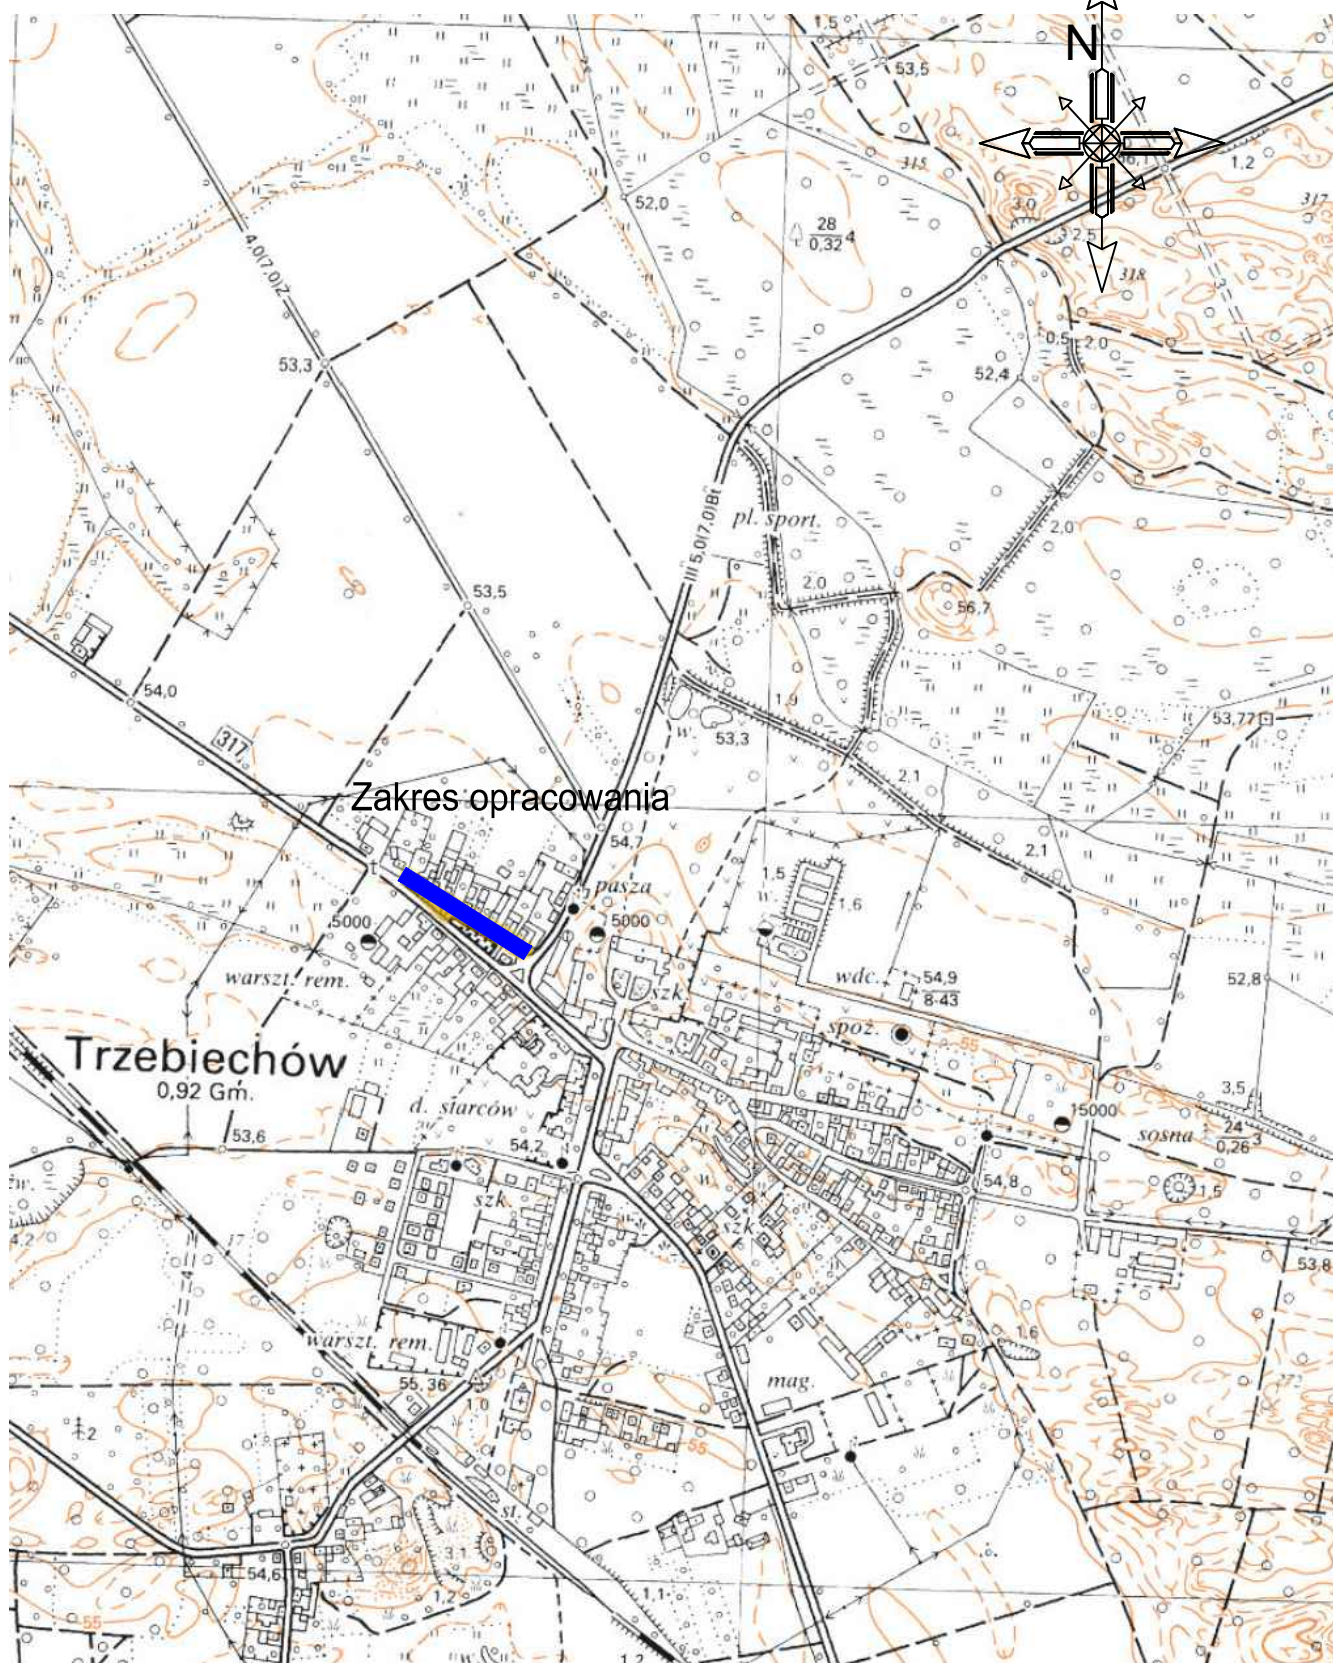 1,5
N
53,5
56,1
1,2
315
317
52,0
3,0
28
0,32
4
2,5
318
4,0(7,0)Z
53,3
0,5
2,0
52,4
III 5,0(7,0)Bt
pl. sport.
2,0
53,5
2,0
56,7
54,0
1,9
53,77
317
w.
53,3
2,1
Zakres opracowania
54,7
2,1
1,5
pasza
1,6
5000
5000
warszt. rem.
szk.
wdc.
54,9
8-43
52,8
spoż.
55
Trzebiechów
0,92 Gm.
3,5
d. starców
15000
53,6
54,2
sosna
24
0,26
3
w.
szk.
54,8
1,5
4,2
17
szk.
53,8
warszt. rem.
1,6
55,36
mag.
272
1,0
2
55
st.
3,1
54,6
1,2
1,1
55
w.
1,2